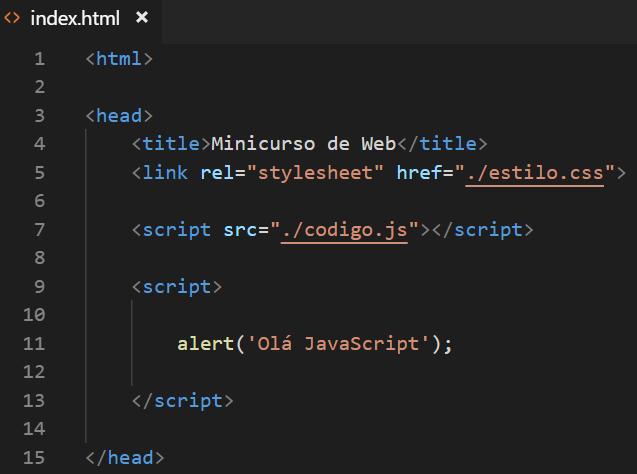 index.html
1 <html>
2
3 <head>
4 <title>Minicurso de Web</title>
5 <link rel="stylesheet" href="./estilo.css">
6
7 <script src="./codigo.js"></script>
8
9 <script>
10
11 alert('Olá JavaScript');
12
13 </script>
14
15 </head>